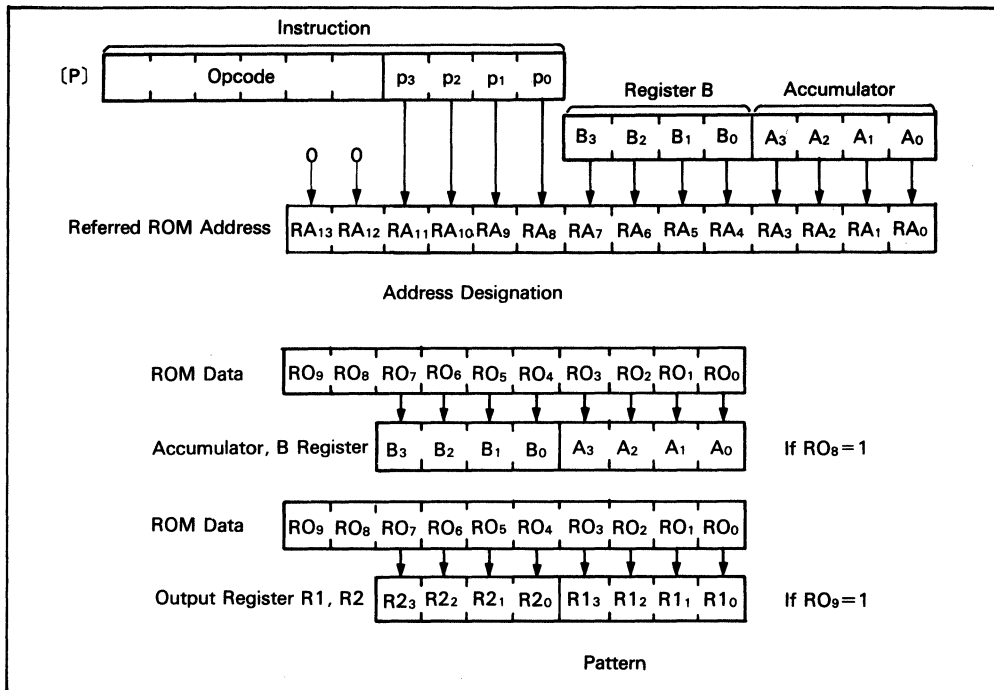 Instruction
[P] Opcode p3 p2 p1 p0
Register B Accumulator
B3 B2 B1 B0 A3 A2 A1 A0
0 0
Referred ROM Address RA13 RA12 RA11 RA10 RA9 RA8 RA7 RA6 RA5 RA4 RA3 RA2 RA1 RA0
Address Designation
ROM Data RO9 RO8 RO7 RO6 RO5 RO4 RO3 RO2 RO1 RO0
Accumulator, B Register B3 B2 B1 B0 A3 A2 A1 A0 If RO8=1
ROM Data RO9 RO8 RO7 RO6 RO5 RO4 RO3 RO2 RO1 RO0
Output Register R1, R2 R23 R22 R21 R20 R13 R12 R11 R10 If RO9=1
Pattern